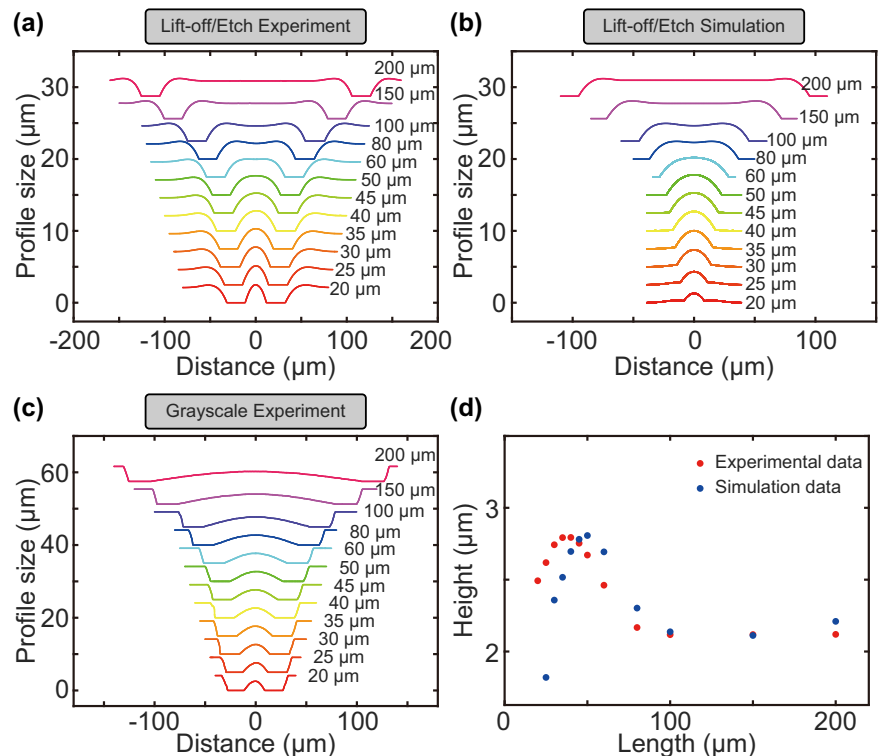 (a)
Lift-off/Etch Experiment
Profile size (µm)
30
20
10
0
200 µm
150 µm
100 µm
80 µm
60 µm
50 µm
45 µm
40 µm
35 µm
30 µm
25 µm
20 µm
-200
-100
0
100
200
Distance (µm)
(b)
Lift-off/Etch Simulation
Profile size (µm)
30
20
10
0
200 µm
150 µm
100 µm
80 µm
60 µm
50 µm
45 µm
40 µm
35 µm
30 µm
25 µm
20 µm
-100
0
100
Distance (µm)
(c)
Grayscale Experiment
Profile size (µm)
60
40
20
0
200 µm
150 µm
100 µm
80 µm
60 µm
50 µm
45 µm
40 µm
35 µm
30 µm
25 µm
20 µm
-100
0
100
Distance (µm)
(d)
Experimental data
Simulation data
Height (µm)
3
2
0
50
100
150
200
Length (µm)